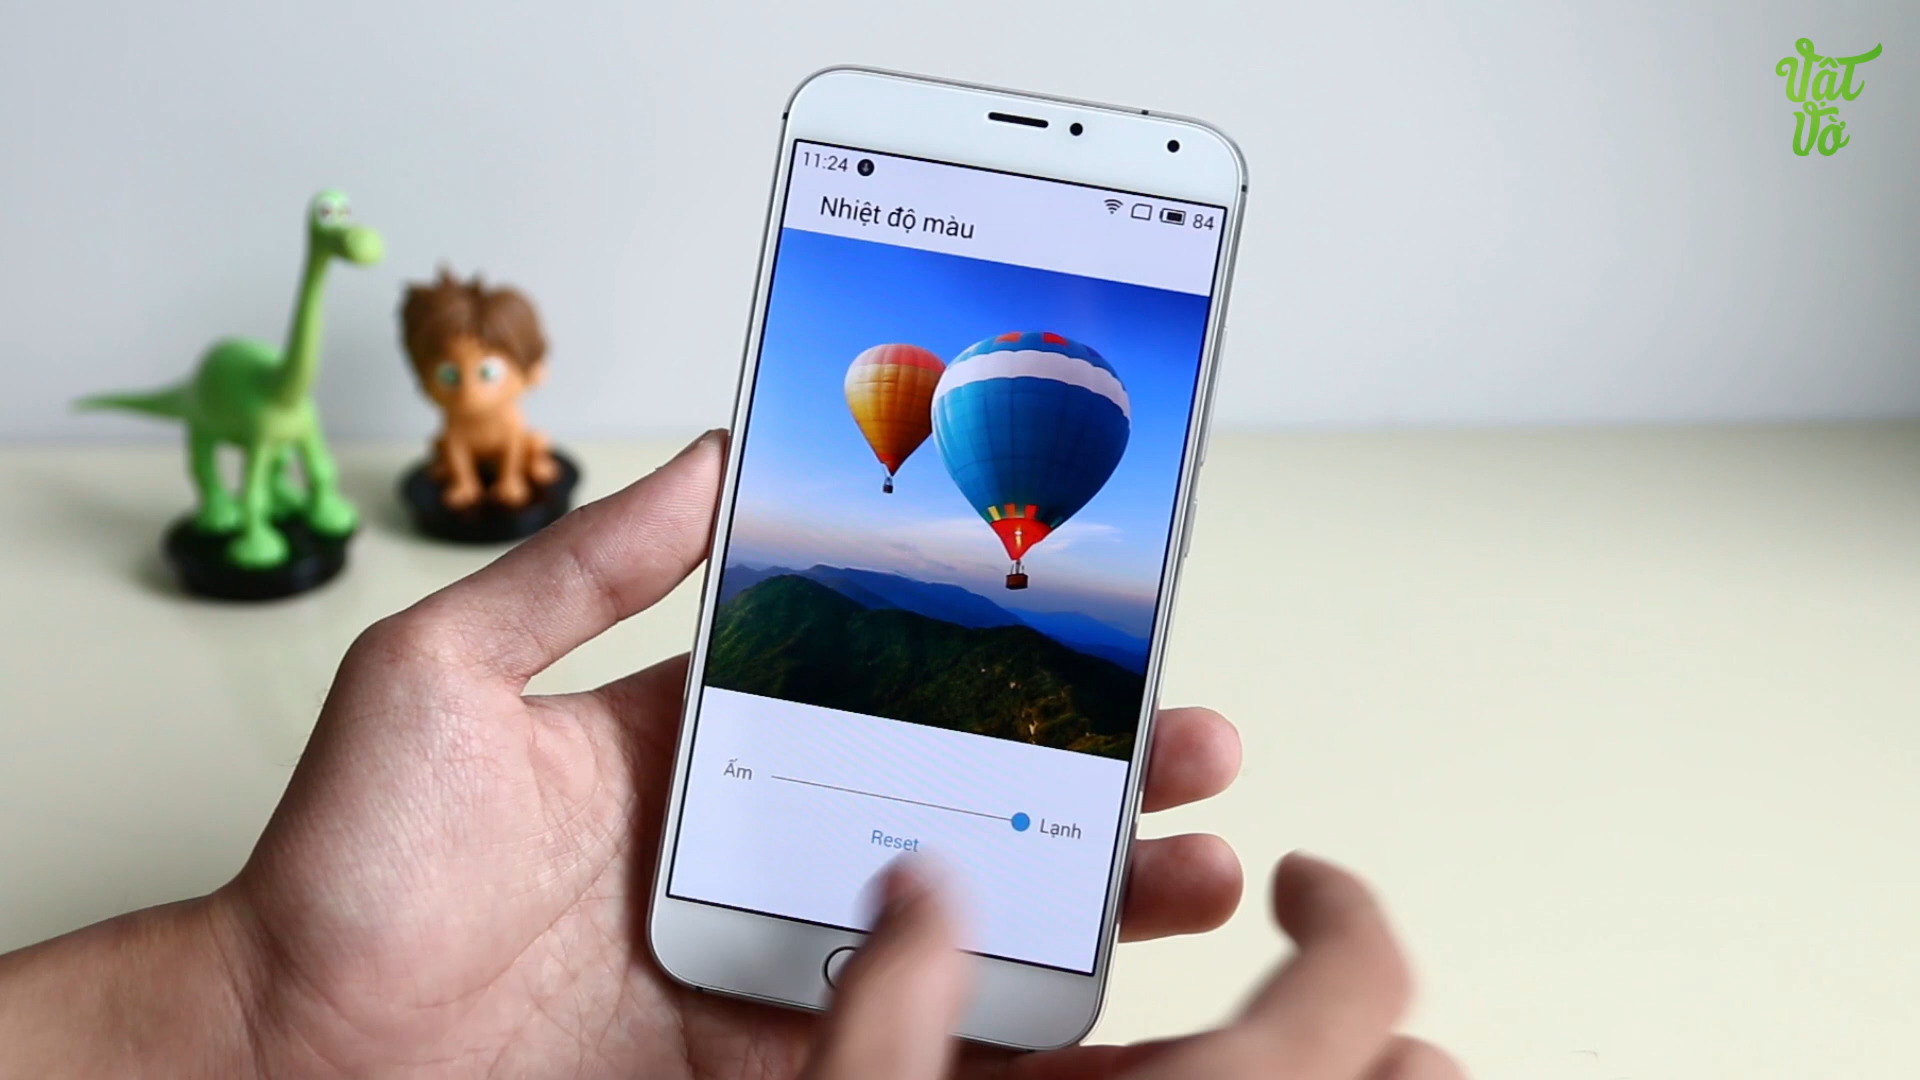 Vật
Vờ
11:24
84
Nhiệt độ màu
Ấm
Lạnh
Reset